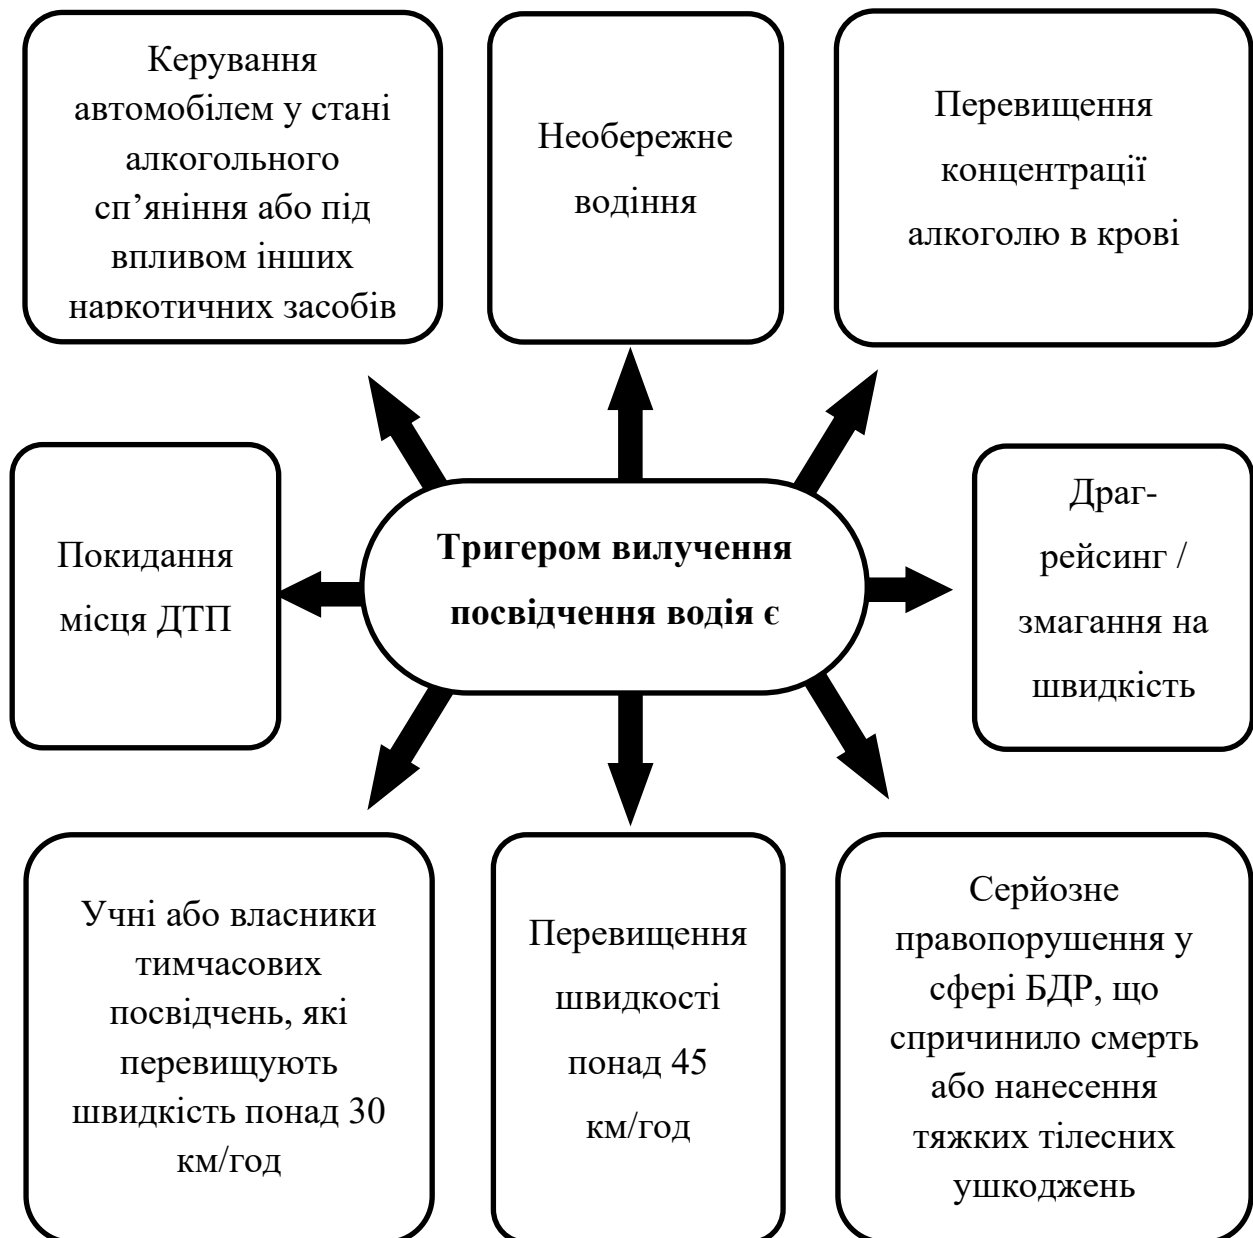 Керування
автомобілем у стані
алкогольного
сп’яніння або під
впливом інших
наркотичних засобів
Необережне
водіння
Перевищення
концентрації
алкоголю в крові
Покидання
місця ДТП
Тригером вилучення
посвідчення водія є
Драг-
рейсинг /
змагання на
швидкість
Учні або власники
тимчасових
посвідчень, які
перевищують
швидкість понад 30
км/год
Перевищення
швидкості
понад 45
км/год
Серйозне
правопорушення у
сфері БДР, що
спричинило смерть
або нанесення
тяжких тілесних
ушкоджень